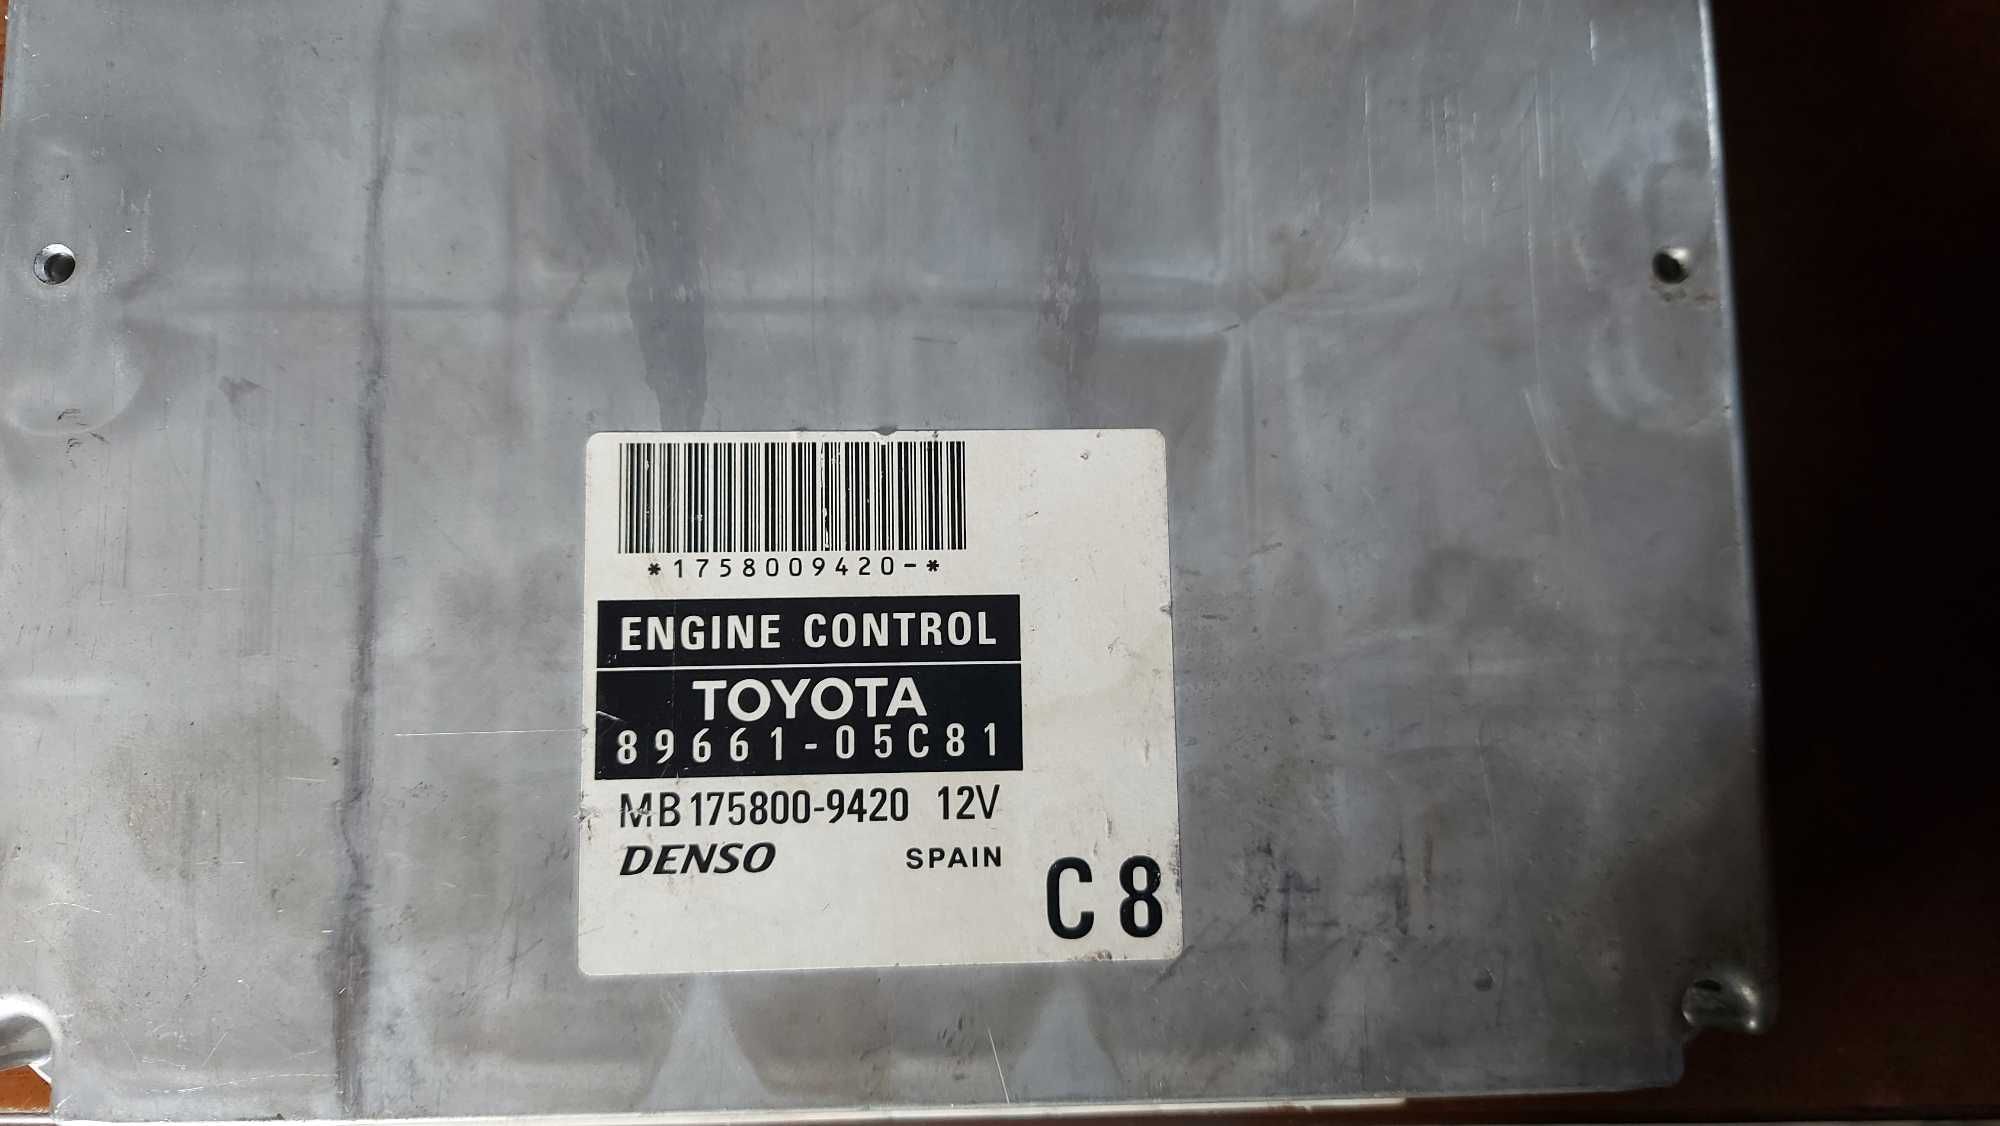 *1758009420-*
ENGINE CONTROL
TOYOTA
89661-05C81
MB175800-9420 12V
DENSO SPAIN
C8